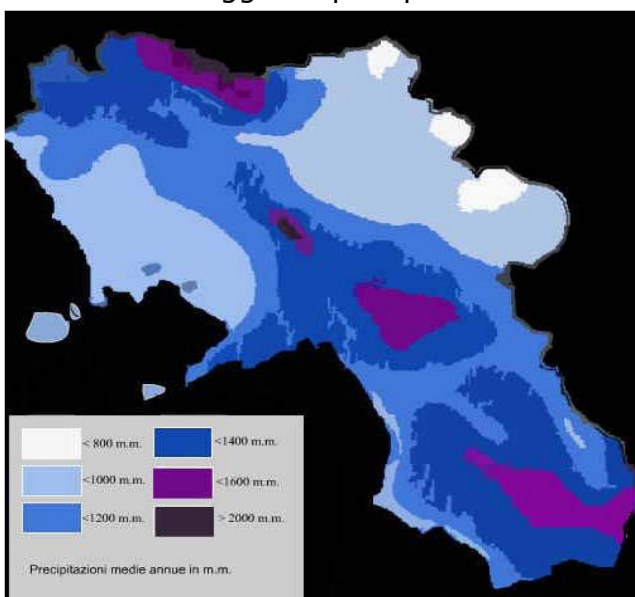 < 800 m.m.
<1400 m.m.
<1000 m.m.
<1600 m.m.
<1200 m.m.
> 2000 m.m.
Precipitazioni medie annue in m.m.